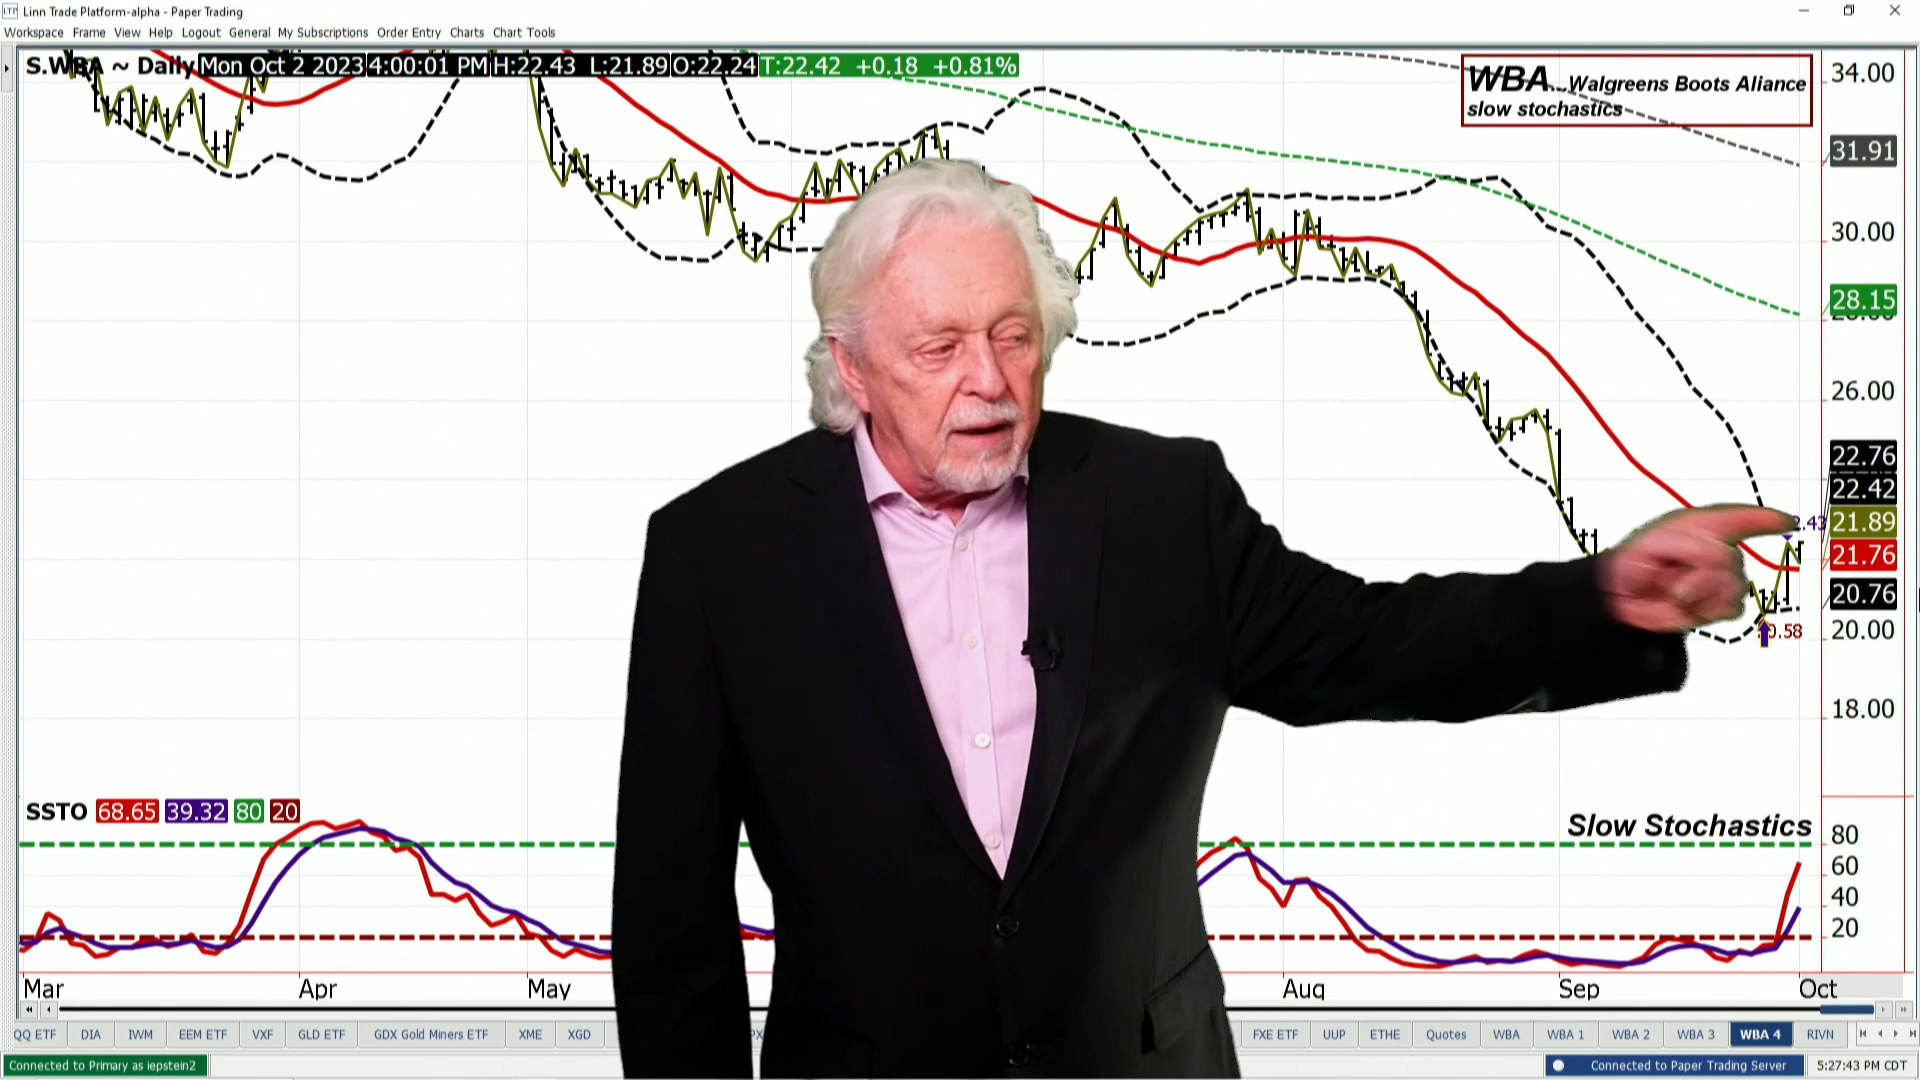 Linn Trade Platform-alpha - Paper Trading
Workspace Frame View Help Logout General My Subscriptions Order Entry Charts Chart Tools
S.WBA ~ Daily Mon Oct 2 2023 4:00:01 PM H:22.43 L:21.89 O:22.24 T:22.42 +0.18 +0.81%
WBA...Walgreens Boots Aliance
slow stochastics
34.00
31.91
30.00
28.15
26.00
22.76
22.42
21.89
21.76
20.76
20.00
18.00
SSTO 68.65 39.32 80 20
Slow Stochastics
80
60
40
20
Mar Apr May Aug Sep Oct
QQ ETF DIA IWM EEM ETF VXF GLD ETF GDX Gold Miners ETF XME XGD FXE ETF UUP ETHE Quotes WBA WBA 1 WBA 2 WBA 3 WBA 4 RIVN
Connected to Primary as iepstein2 Connected to Paper Trading Server 5:27:43 PM CDT